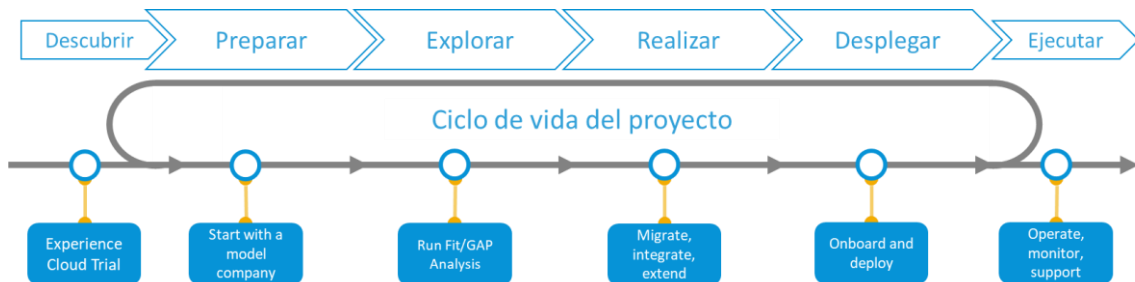 Descubrir
Preparar
Explorar
Realizar
Desplegar
Ejecutar
Ciclo de vida del proyecto
Experience
Cloud Trial
Start with a
model
company
Run Fit/GAP
Analysis
Migrate,
integrate,
extend
Onboard and
deploy
Operate,
monitor,
support